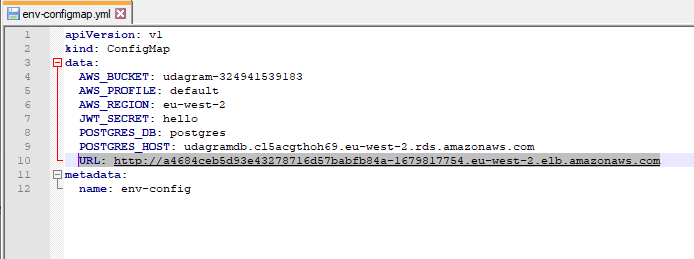 env-configmap.yml
1 apiVersion: v1
2 kind: ConfigMap
3 data:
4 AWS_BUCKET: udagram-324941539183
5 AWS_PROFILE: default
6 AWS_REGION: eu-west-2
7 JWT_SECRET: hello
8 POSTGRES_DB: postgres
9 POSTGRES_HOST: udagramdb.cl5acgthoh69.eu-west-2.rds.amazonaws.com
10 URL: http://a4684ceb5d93e43278716d57babfb84a-1679817754.eu-west-2.elb.amazonaws.com
11 metadata:
12 name: env-config